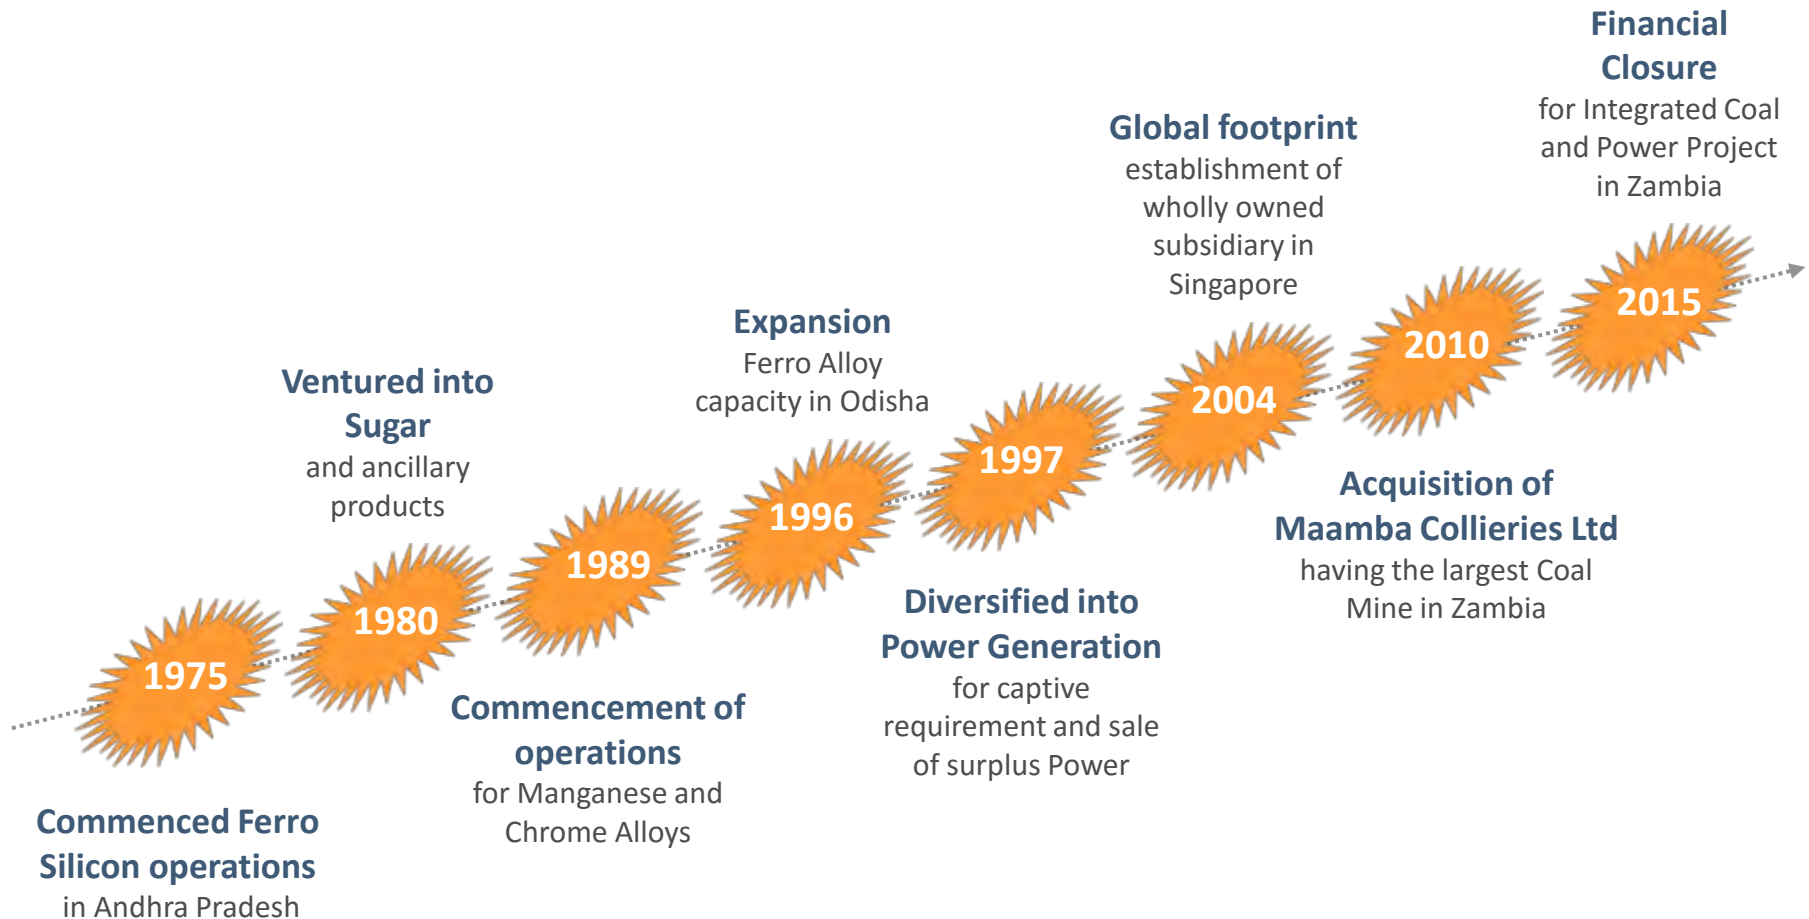 1975
Commenced Ferro
Silicon operations
in Andhra Pradesh
Ventured into
Sugar
and ancillary
products
1980
1989
Commencement of
operations
for Manganese and
Chrome Alloys
Expansion
Ferro Alloy
capacity in Odisha
1996
1997
Diversified into
Power Generation
for captive
requirement and sale
of surplus Power
Global footprint
establishment of
wholly owned
subsidiary in
Singapore
2004
2010
Acquisition of
Maamba Collieries Ltd
having the largest Coal
Mine in Zambia
Financial
Closure
for Integrated Coal
and Power Project
in Zambia
2015